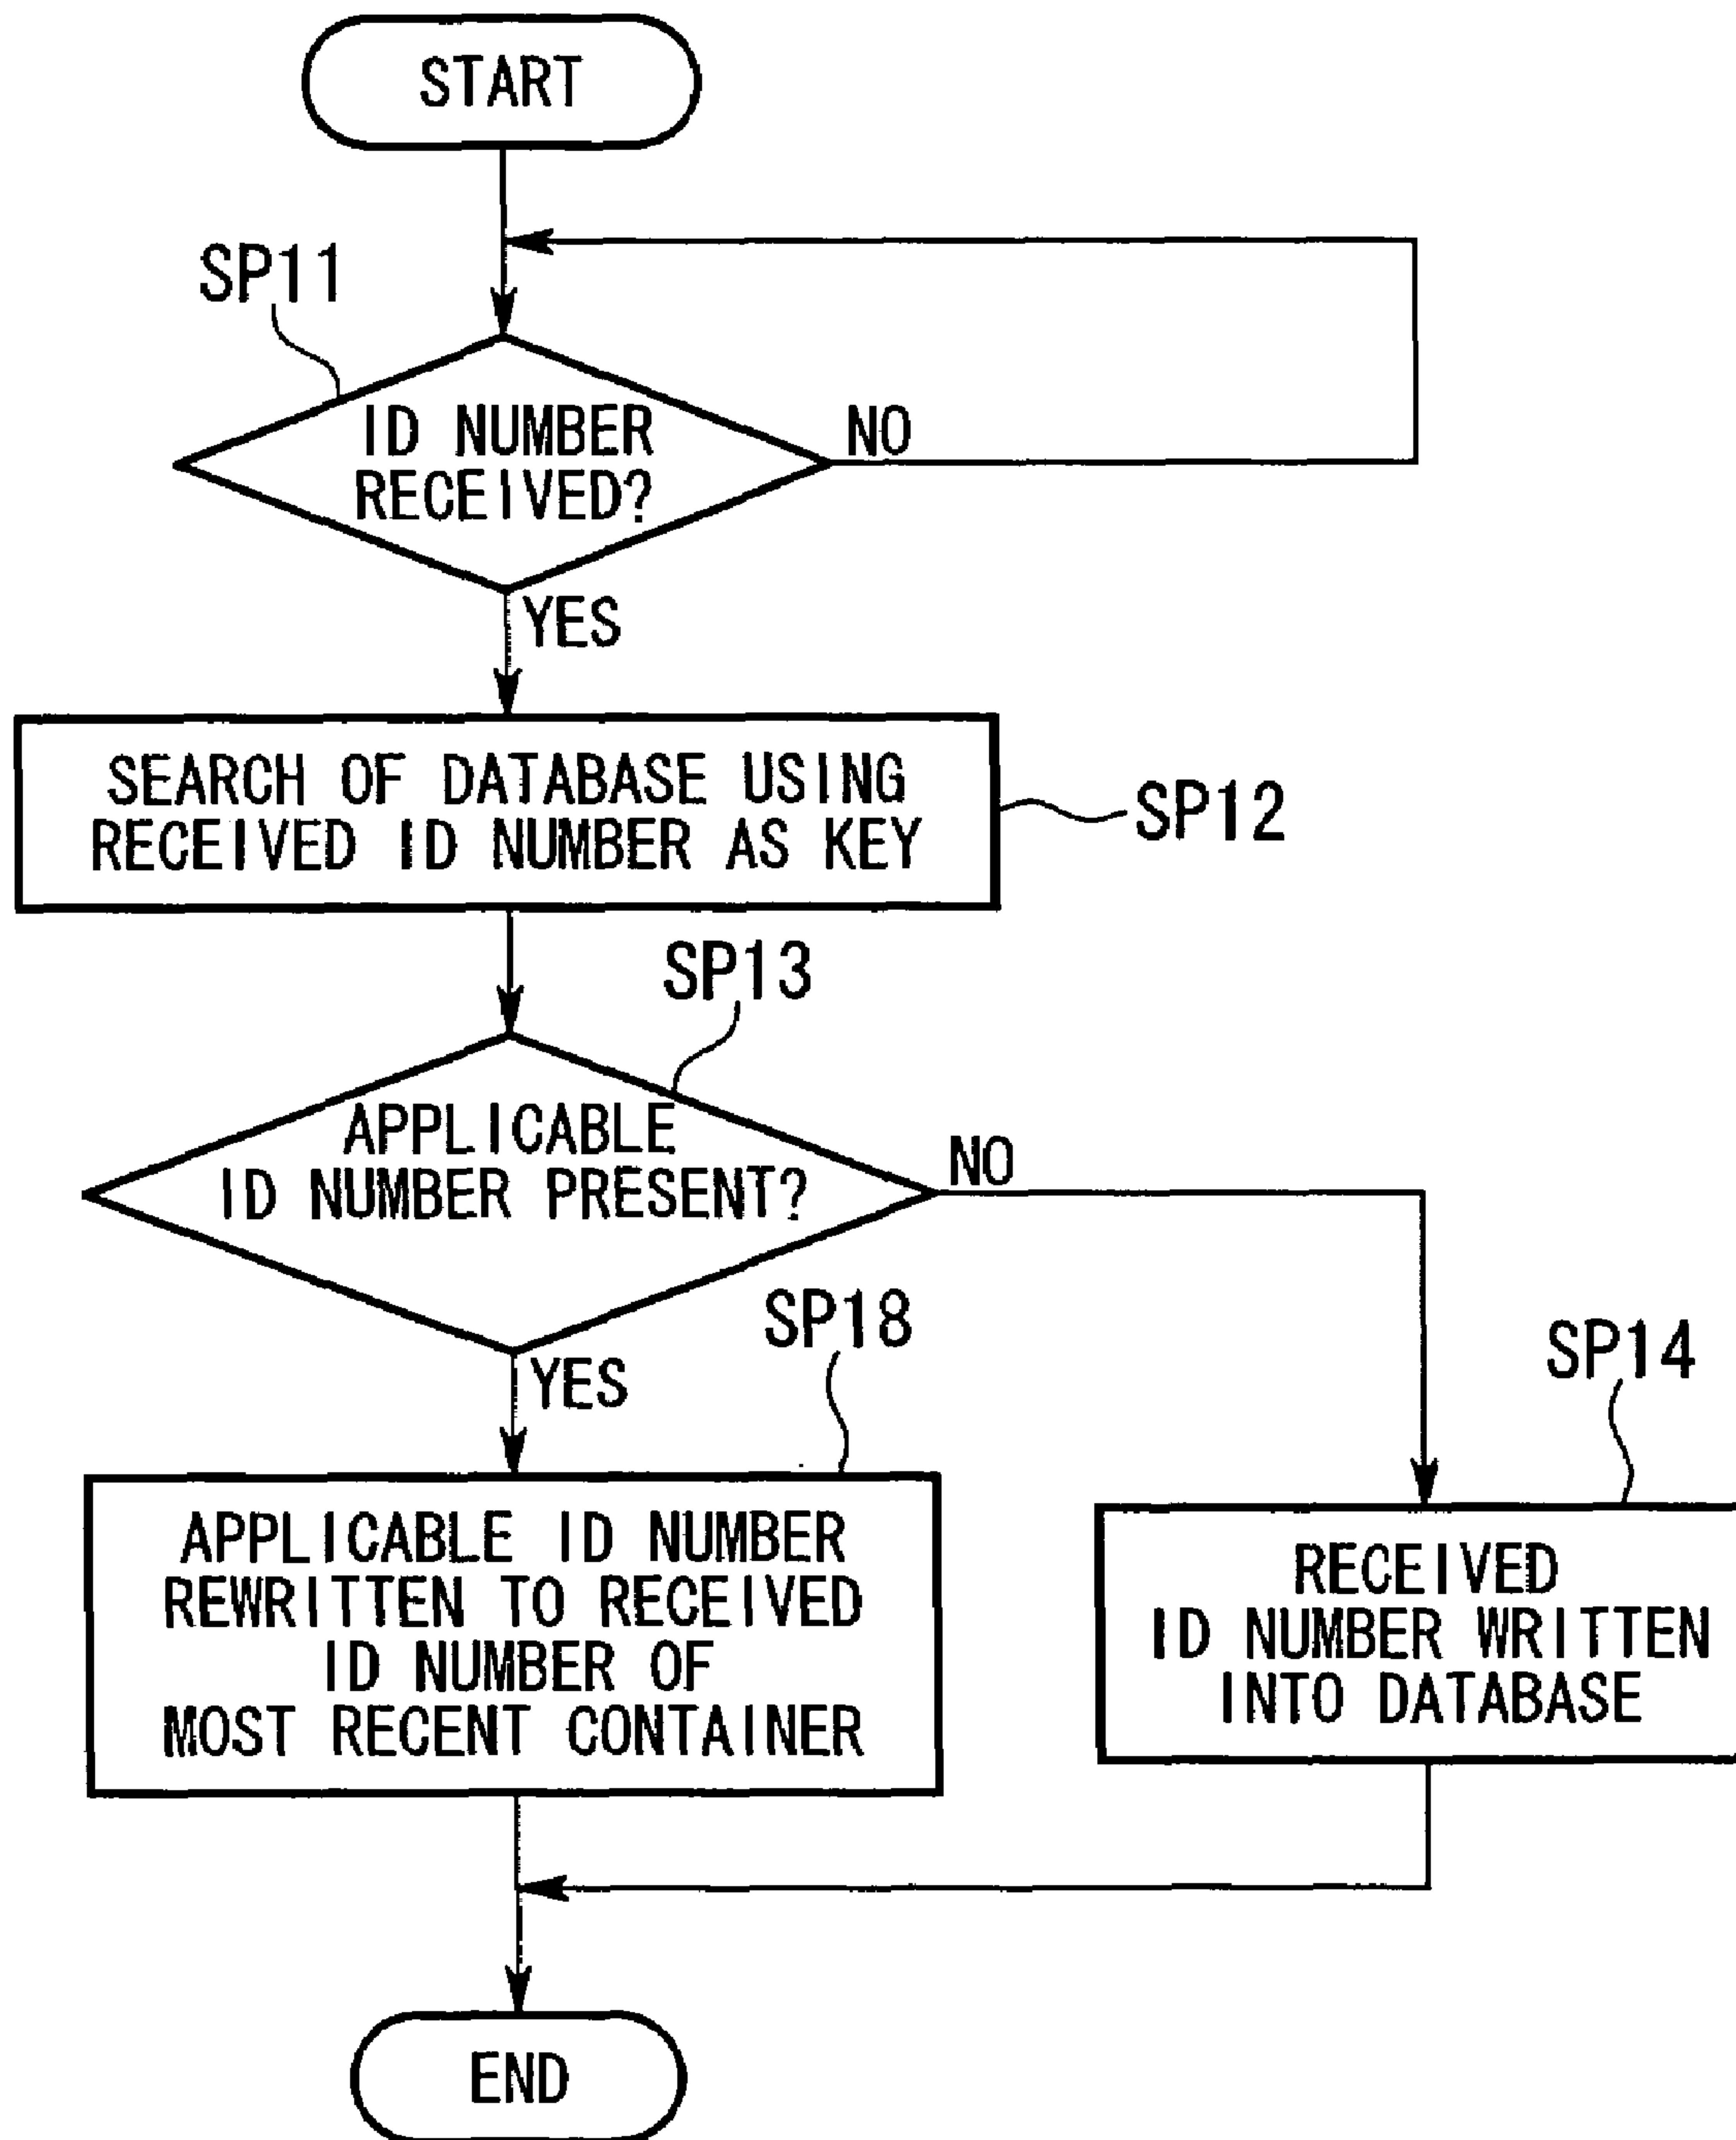 START
SP11
ID NUMBER
RECEIVED?
NO
YES
SEARCH OF DATABASE USING
RECEIVED ID NUMBER AS KEY
SP12
SP13
APPLICABLE
ID NUMBER PRESENT?
NO
YES
SP18
SP14
APPLICABLE ID NUMBER
REWRITTEN TO RECEIVED
ID NUMBER OF
MOST RECENT CONTAINER
RECEIVED
ID NUMBER WRITTEN
INTO DATABASE
END